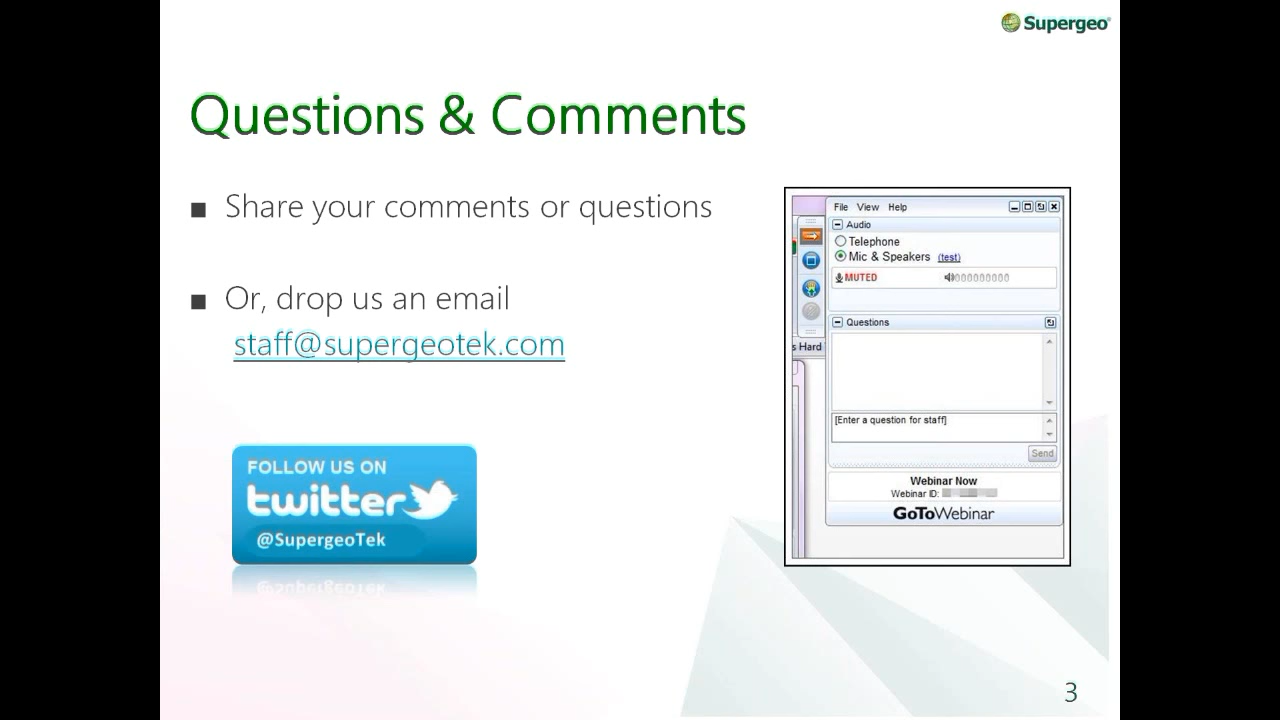 Supergeo®
Questions & Comments
■ Share your comments or questions
■ Or, drop us an email
staff@supergeotek.com
FOLLOW US ON
twitter
@SupergeoTek
File View Help
Audio
Telephone
Mic & Speakers (test)
MUTED
s Hard
Questions
[Enter a question for staff]
Send
Webinar Now
Webinar ID:
GoToWebinar
3